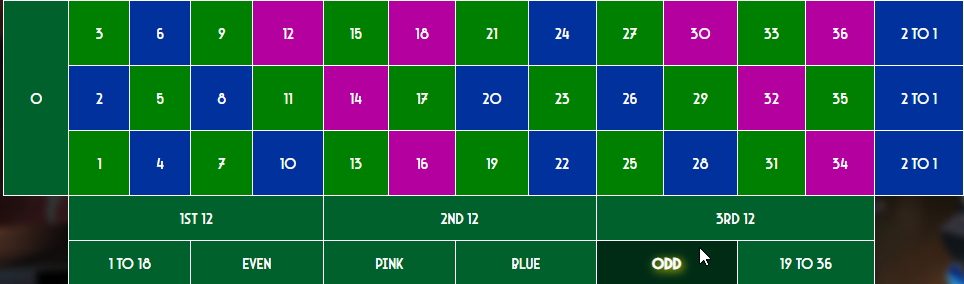 3 6 9 12 15 18 21 24 27 30 33 36 2 TO 1
0 2 5 8 11 14 17 20 23 26 29 32 35 2 TO 1
1 4 7 10 13 16 19 22 25 28 31 34 2 TO 1
1ST 12 2ND 12 3RD 12
1 TO 18 EVEN PINK BLUE ODD 19 TO 36